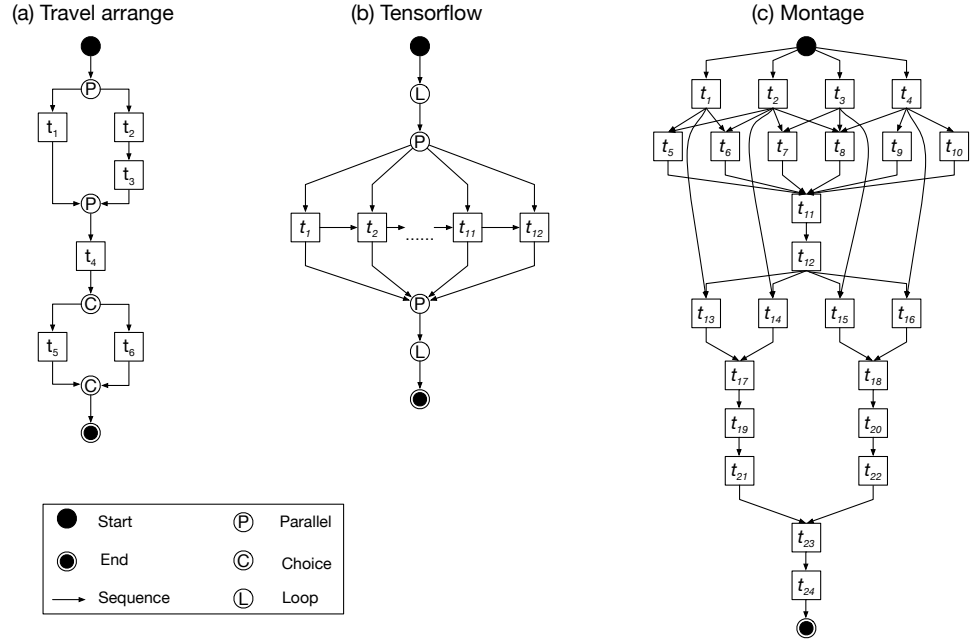 (a) Travel arrange
(b) Tensorflow
(c) Montage
P
t1
t2
t3
P
t4
C
t5
t6
C
L
P
t1
t2
......
t11
t12
P
L
t1
t2
t3
t4
t5
t6
t7
t8
t9
t10
t11
t12
t13
t14
t15
t16
t17
t18
t19
t20
t21
t22
t23
t24
Start
P
Parallel
End
C
Choice
Sequence
L
Loop